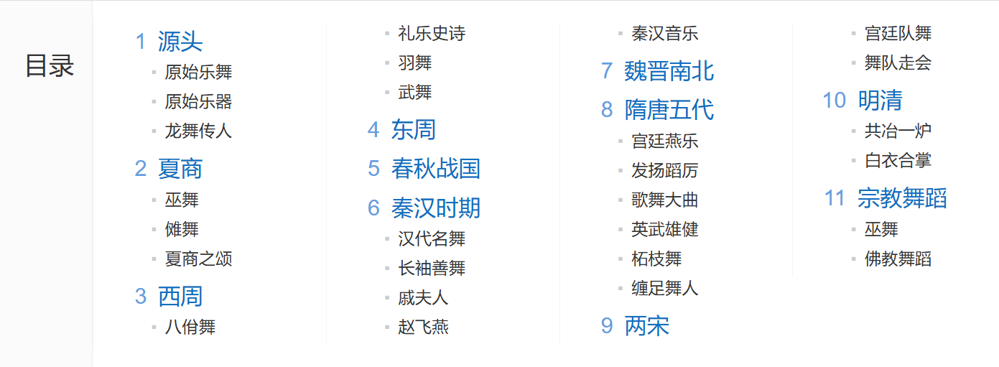 目录
1 源头
原始乐舞
原始乐器
龙舞传人
2 夏商
巫舞
傩舞
夏商之颂
3 西周
八佾舞
礼乐史诗
羽舞
武舞
4 东周
5 春秋战国
6 秦汉时期
汉代名舞
长袖善舞
戚夫人
赵飞燕
秦汉音乐
7 魏晋南北
8 隋唐五代
宫廷燕乐
发扬蹈厉
歌舞大曲
英武雄健
柘枝舞
缠足舞人
9 两宋
宫廷队舞
舞队走会
10 明清
共冶一炉
白衣合掌
11 宗教舞蹈
巫舞
佛教舞蹈